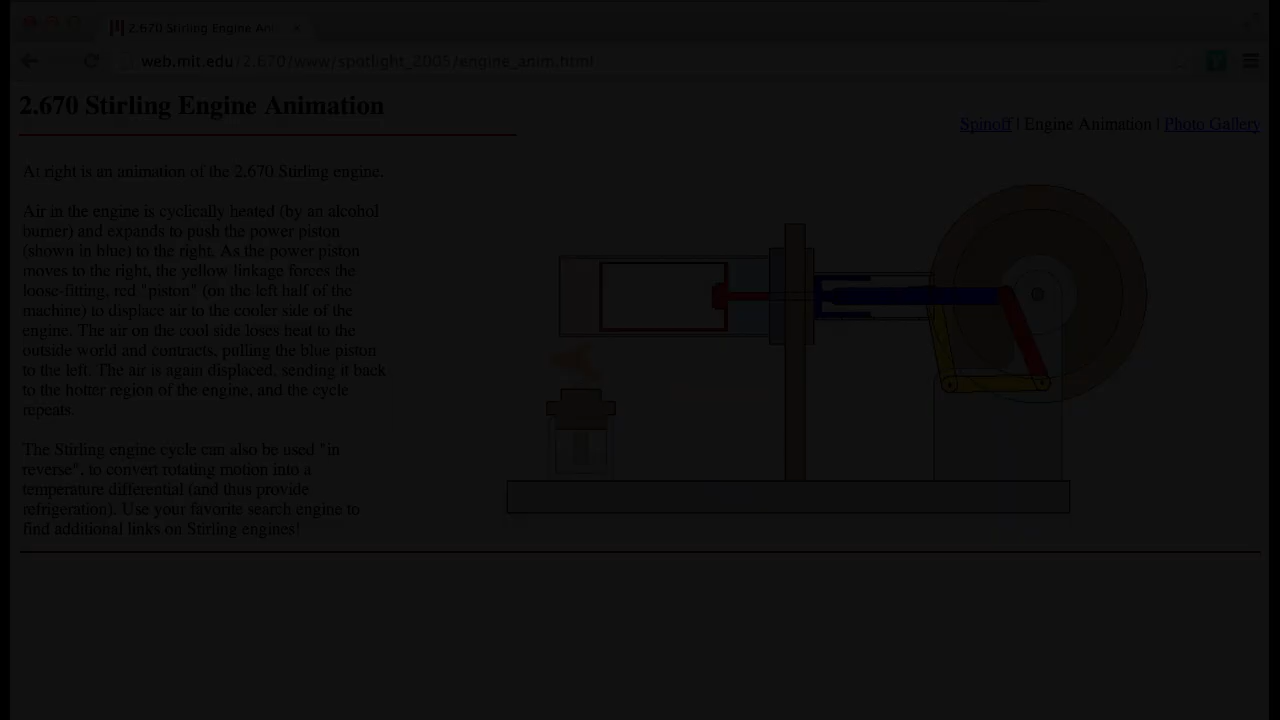 2.670 Stirling Engine Ani
web.mit.edu/2.670/www/spotlight_2005/engine_anim.html
2.670 Stirling Engine Animation
Spinoff | Engine Animation | Photo Gallery
At right is an animation of the 2.670 Stirling engine.
Air in the engine is cyclically heated (by an alcohol
burner) and expands to push the power piston
(shown in blue) to the right. As the power piston
moves to the right, the yellow linkage forces the
loose-fitting, red "piston" (on the left half of the
machine) to displace air to the cooler side of the
engine. The air on the cool side loses heat to the
outside world and contracts, pulling the blue piston
to the left. The air is again displaced, sending it back
to the hotter region of the engine, and the cycle
repeats.
The Stirling engine cycle can also be used "in
reverse", to convert rotating motion into a
temperature differential (and thus provide
refrigeration). Use your favorite search engine to
find additional links on Stirling engines!